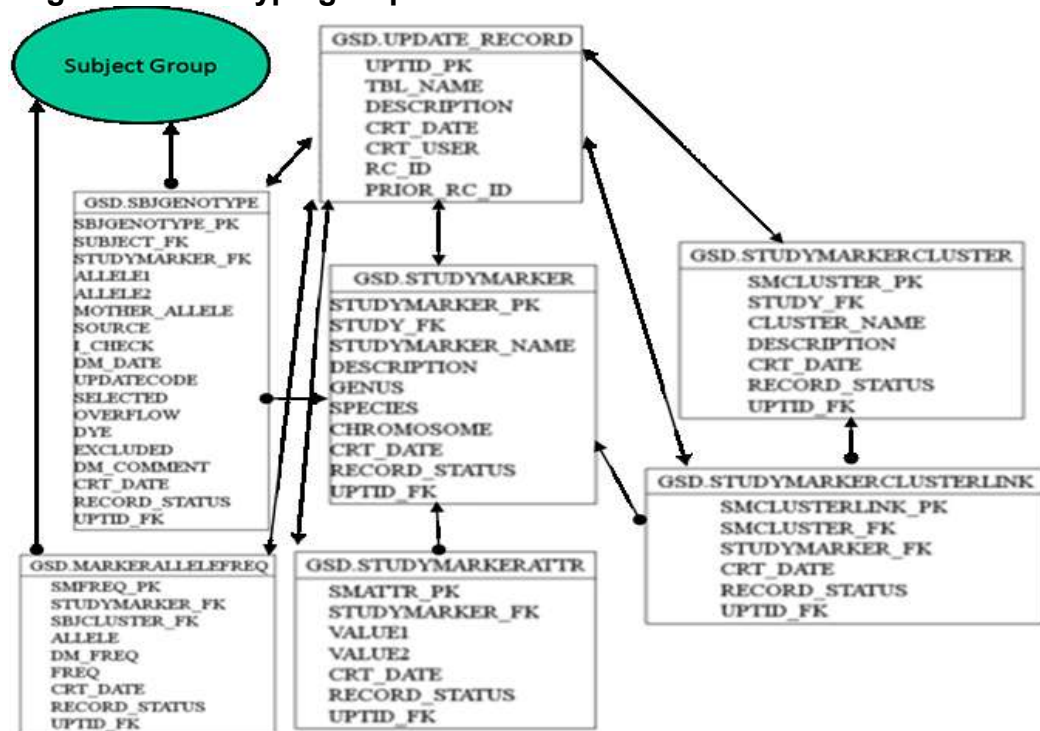 Subject Group
GSD.UPDATE_RECORD
UPTID_PK
TBL_NAME
DESCRIPTION
CRT_DATE
CRT_USER
RC_ID
PRIOR_RC_ID
GSD.SBJGENOTYPE
SBJGENOTYPE_PK
SUBJECT_FK
STUDYMARKER_FK
ALLELE1
ALLELE2
MOTHER_ALLELE
SOURCE
I_CHECK
DM_DATE
UPDATECODE
SELECTED
OVERFLOW
DYE
EXCLUDED
DM_COMMENT
CRT_DATE
RECORD_STATUS
UPTID_FK
GSD.STUDYMARKER
STUDYMARKER_PK
STUDY_FK
STUDYMARKER_NAME
DESCRIPTION
GENUS
SPECIES
CHROMOSOME
CRT_DATE
RECORD_STATUS
UPTID_FK
GSD.STUDYMARKERCLUSTER
SMCLUSTER_PK
STUDY_FK
CLUSTER_NAME
DESCRIPTION
CRT_DATE
RECORD_STATUS
UPTID_FK
GSD.STUDYMARKERCLUSTERLINK
SMCLUSTERLINK_PK
SMCLUSTER_FK
STUDYMARKER_FK
CRT_DATE
RECORD_STATUS
UPTID_FK
GSD.MARKERALLELEFREQ
SMFREQ_PK
STUDYMARKER_FK
SBJCLUSTER_FK
ALLELE
DM_FREQ
FREQ
CRT_DATE
RECORD_STATUS
UPTID_FK
GSD.STUDYMARKERATTR
SMATTR_PK
STUDYMARKER_FK
VALUE1
VALUE2
CRT_DATE
RECORD_STATUS
UPTID_FK